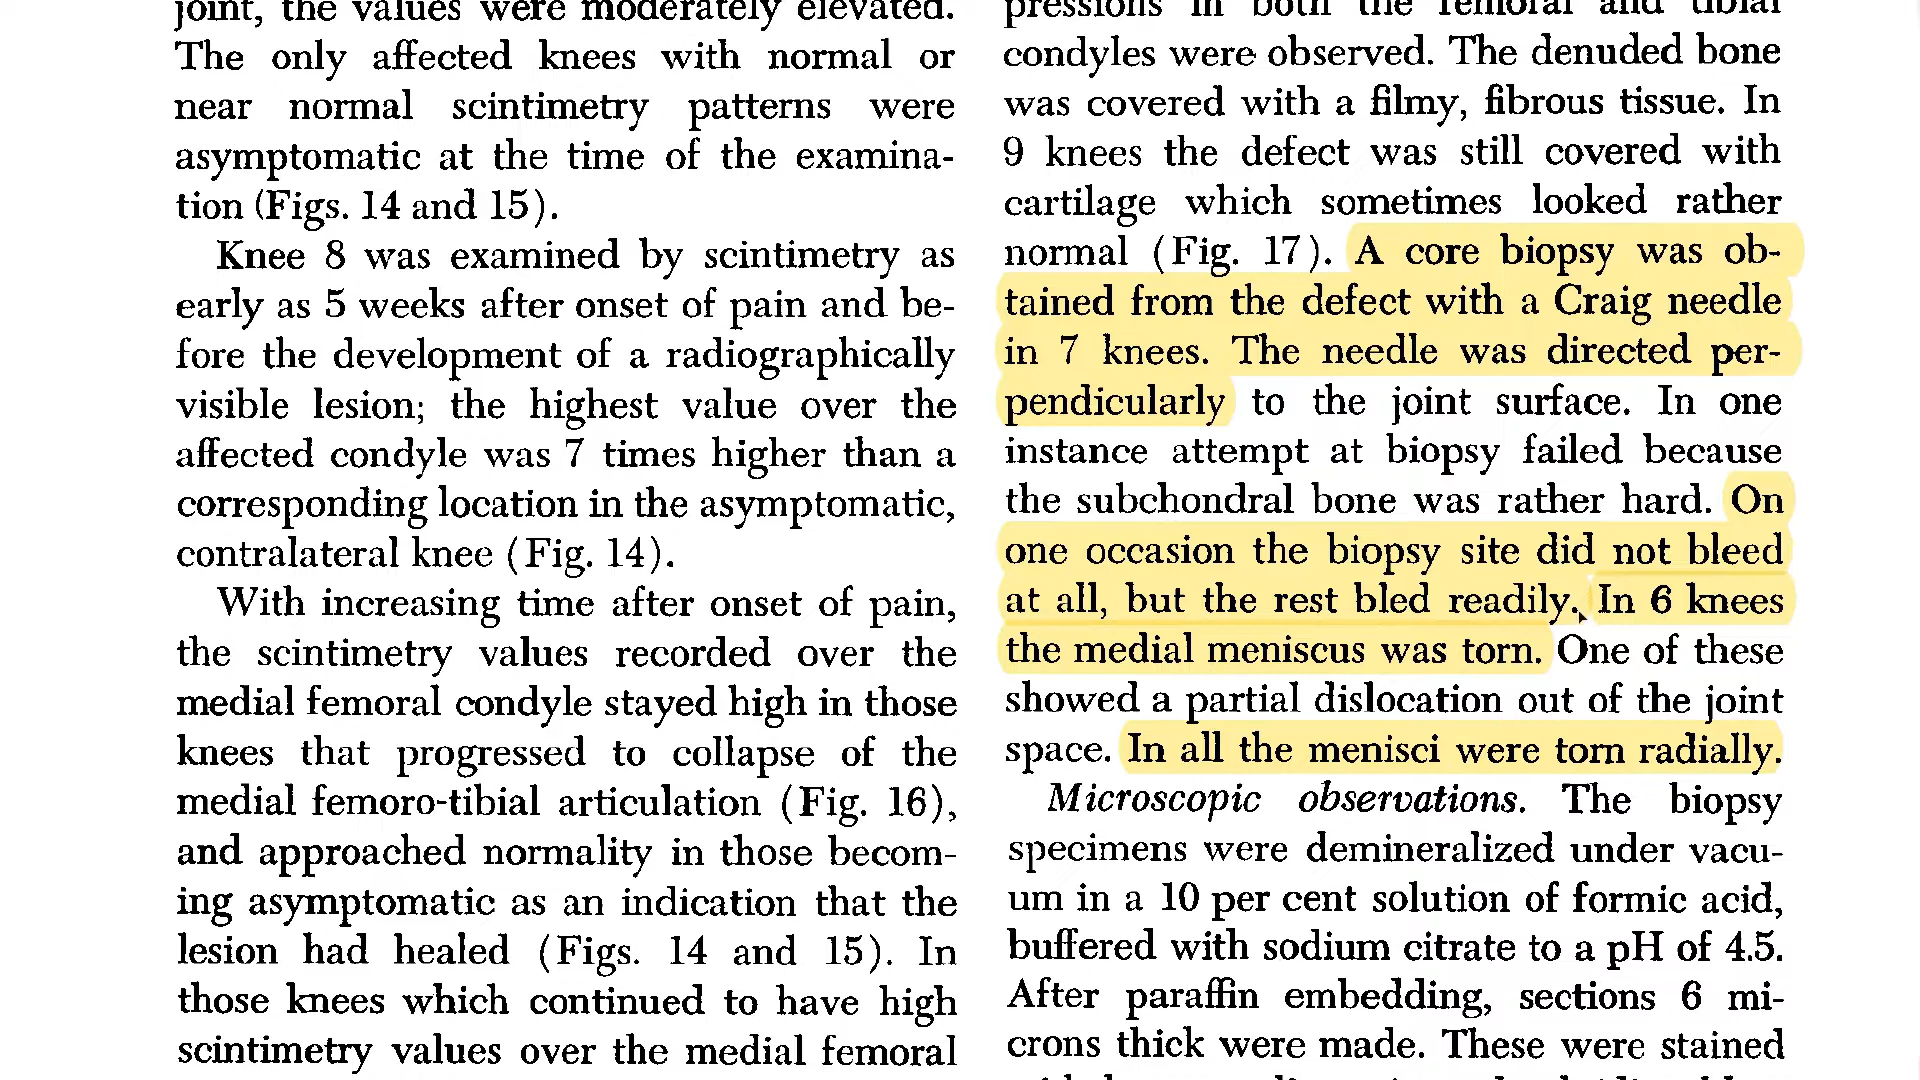 joint, the values were moderately elevated.
The only affected knees with normal or
near normal scintimetry patterns were
asymptomatic at the time of the examina-
tion (Figs. 14 and 15).
Knee 8 was examined by scintimetry as
early as 5 weeks after onset of pain and be-
fore the development of a radiographically
visible lesion; the highest value over the
affected condyle was 7 times higher than a
corresponding location in the asymptomatic,
contralateral knee (Fig. 14).
With increasing time after onset of pain,
the scintimetry values recorded over the
medial femoral condyle stayed high in those
knees that progressed to collapse of the
medial femoro-tibial articulation (Fig. 16),
and approached normality in those becom-
ing asymptomatic as an indication that the
lesion had healed (Figs. 14 and 15). In
those knees which continued to have high
scintimetry values over the medial femoral
pressions in both the femoral and tibial
condyles were observed. The denuded bone
was covered with a filmy, fibrous tissue. In
9 knees the defect was still covered with
cartilage which sometimes looked rather
normal (Fig. 17). A core biopsy was ob-
tained from the defect with a Craig needle
in 7 knees. The needle was directed per-
pendicularly to the joint surface. In one
instance attempt at biopsy failed because
the subchondral bone was rather hard. On
one occasion the biopsy site did not bleed
at all, but the rest bled readily. In 6 knees
the medial meniscus was torn. One of these
showed a partial dislocation out of the joint
space. In all the menisci were torn radially.
Microscopic observations. The biopsy
specimens were demineralized under vacu-
um in a 10 per cent solution of formic acid,
buffered with sodium citrate to a pH of 4.5.
After paraffin embedding, sections 6 mi-
crons thick were made. These were stained